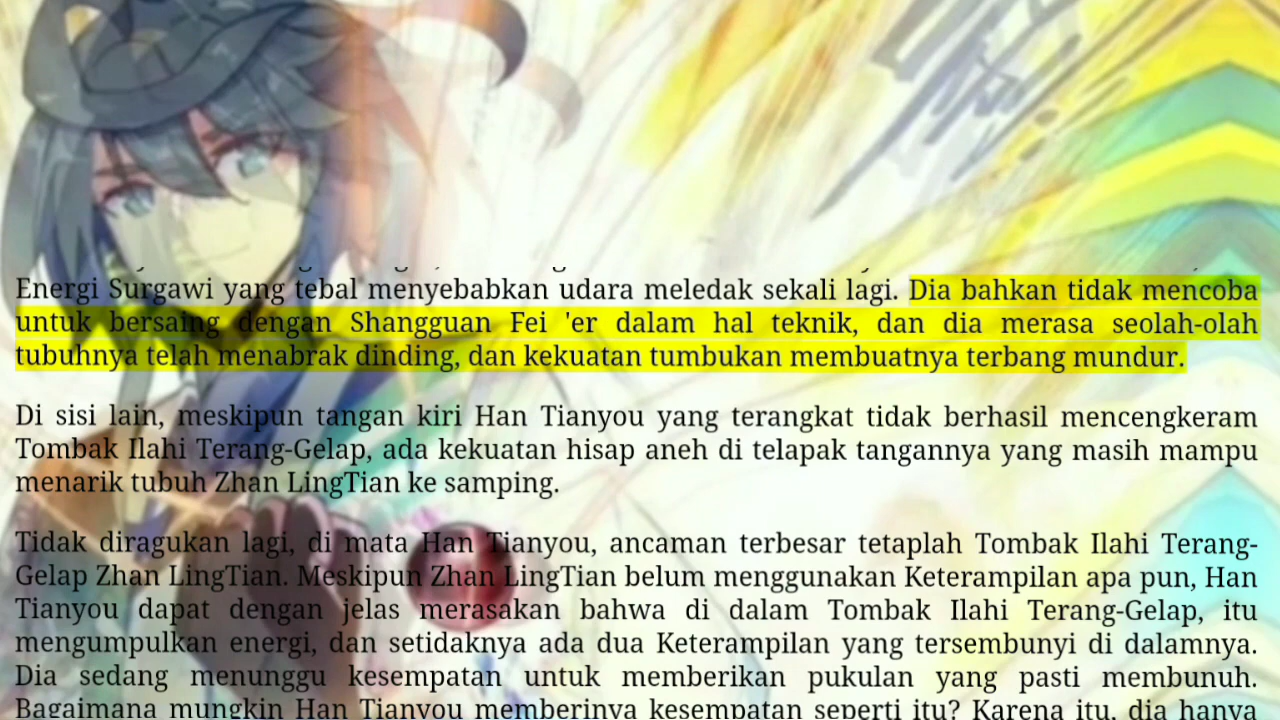 Energi Surgawi yang tebal menyebabkan udara meledak sekali lagi. Dia bahkan tidak mencoba
untuk bersaing dengan Shangguan Fei 'er dalam hal teknik, dan dia merasa seolah-olah
tubuhnya telah menabrak dinding, dan kekuatan tumbukan membuatnya terbang mundur.
Di sisi lain, meskipun tangan kiri Han Tianyou yang terangkat tidak berhasil mencengkeram
Tombak Ilahi Terang-Gelap, ada kekuatan hisap aneh di telapak tangannya yang masih mampu
menarik tubuh Zhan LingTian ke samping.
Tidak diragukan lagi, di mata Han Tianyou, ancaman terbesar tetaplah Tombak Ilahi Terang-
Gelap Zhan LingTian. Meskipun Zhan LingTian belum menggunakan Keterampilan apa pun, Han
Tianyou dapat dengan jelas merasakan bahwa di dalam Tombak Ilahi Terang-Gelap, itu
mengumpulkan energi, dan setidaknya ada dua Keterampilan yang tersembunyi di dalamnya.
Dia sedang menunggu kesempatan untuk memberikan pukulan yang pasti membunuh.
Bagaimana mungkin Han Tianyou memberinya kesempatan seperti itu? Karena itu, dia hanya